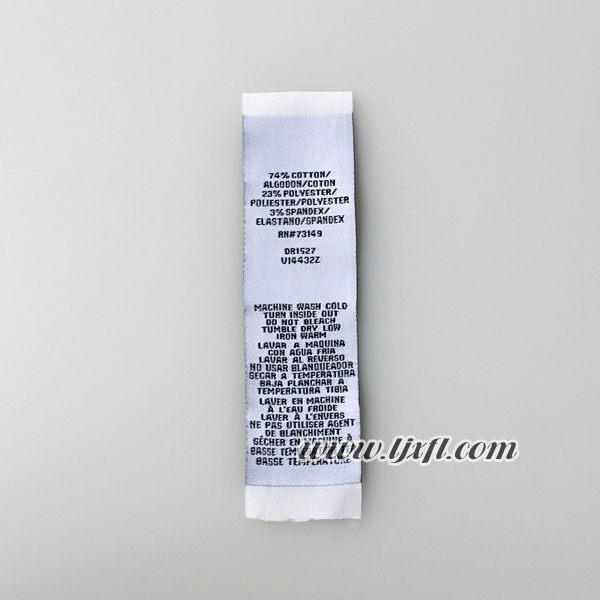 74% COTTON/
ALGODON/COTON
23% POLYESTER/
POLIESTER/POLYESTER
3% SPANDEX/
ELASTANO/SPANDEX
RN#73149
DR1527
V14432Z
MACHINE WASH COLD
TURN INSIDE OUT
DO NOT BLEACH
TUMBLE DRY LOW
IRON WARM
LAVAR A MAQUINA
CON AGUA FRIA
LAVAR AL REVERSO
NO USAR BLANQUEADOR
SECAR A TEMPERATURA
BAJA PLANCHAR A
TEMPERATURA TIBIA
LAVER EN MACHINE
À L'EAU FROIDE
LAVER À L'ENVERS
NE PAS UTILISER AGENT
DE BLANCHIMENT
SÉCHER EN MACHINE À
BASSE TEMPÉRATURE
BASSE TEMPERATURE
www.ljxfl.com